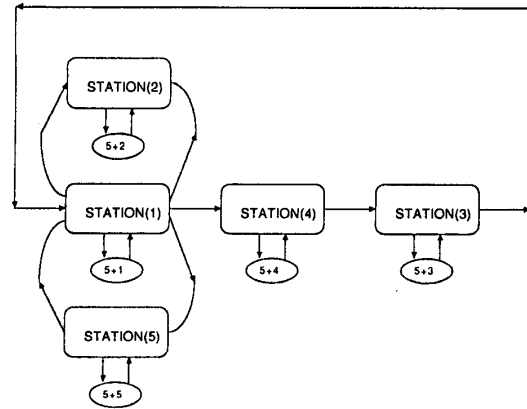 STATION(2)
5+2
STATION(1)
STATION(4)
STATION(3)
5+1
5+4
5+3
STATION(5)
5+5